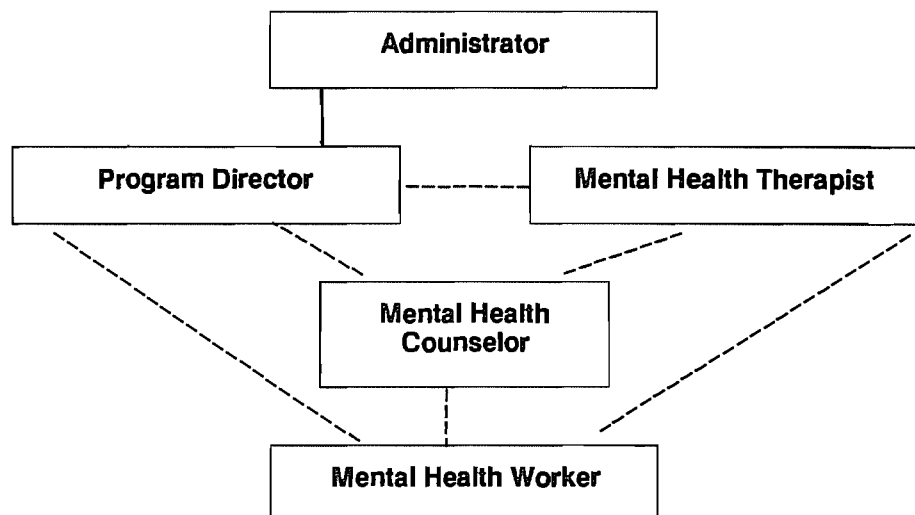 Administrator
Program Director
Mental Health Therapist
Mental Health
Counselor
Mental Health Worker